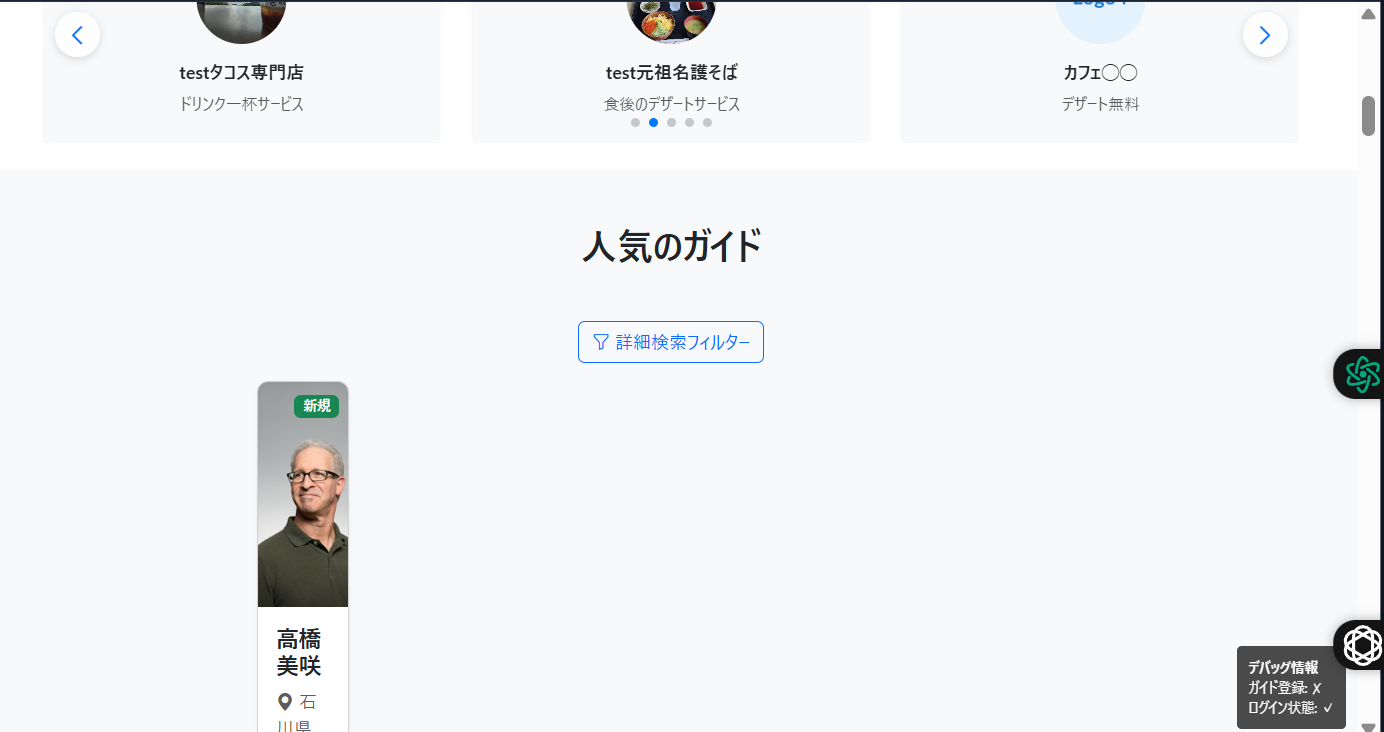 testタコス専門店
ドリンク一杯サービス
test元祖名護そば
食後のデザートサービス
カフェ◯◯
デザート無料
人気のガイド
詳細検索フィルター
新規
高橋
美咲
石
川県
デバッグ情報
ガイド登録: ✗
ログイン状態: ✓